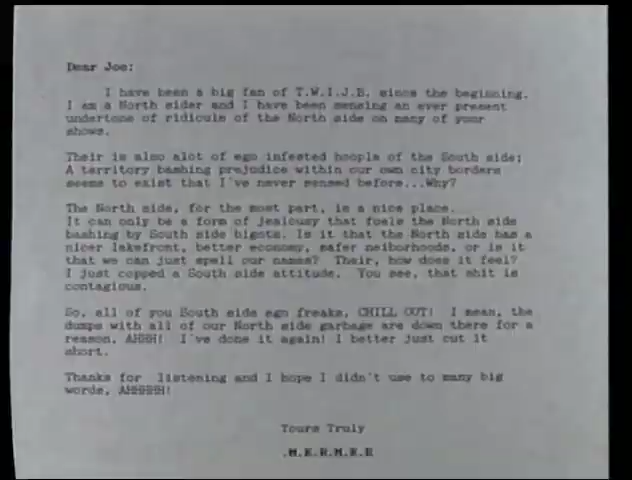 Dear Joe:
I have been a big fan of T.W.I.J.B. since the beginning.
I am a North sider and I have been sensing an ever present
undertone of ridicule of the North side on many of your
shows.
Their is also alot of ego infested hoopla of the South side;
A territory bashing prejudice within our own city borders
seems to exist that I've never sensed before...Why?
The North side, for the most part, is a nice place.
It can only be a form of jealousy that fuels the North side
bashing by South side bigots. Is it that the North side has a
nicer lakefront, better economy, safer neiborhoods, or is it
that we can just spell our names? Their, how does it feel?
I just copped a South side attitude. You see, that shit is
contagious.
So, all of you South side ego freaks, CHILL OUT! I mean, the
dumps with all of our North side garbage are down there for a
reason, AHHH! I've done it again! I better just cut it
short.
Thanks for listening and I hope I didn't use to many big
words, AHHHHH!
Yours Truly
.M.E.R.M.E.R